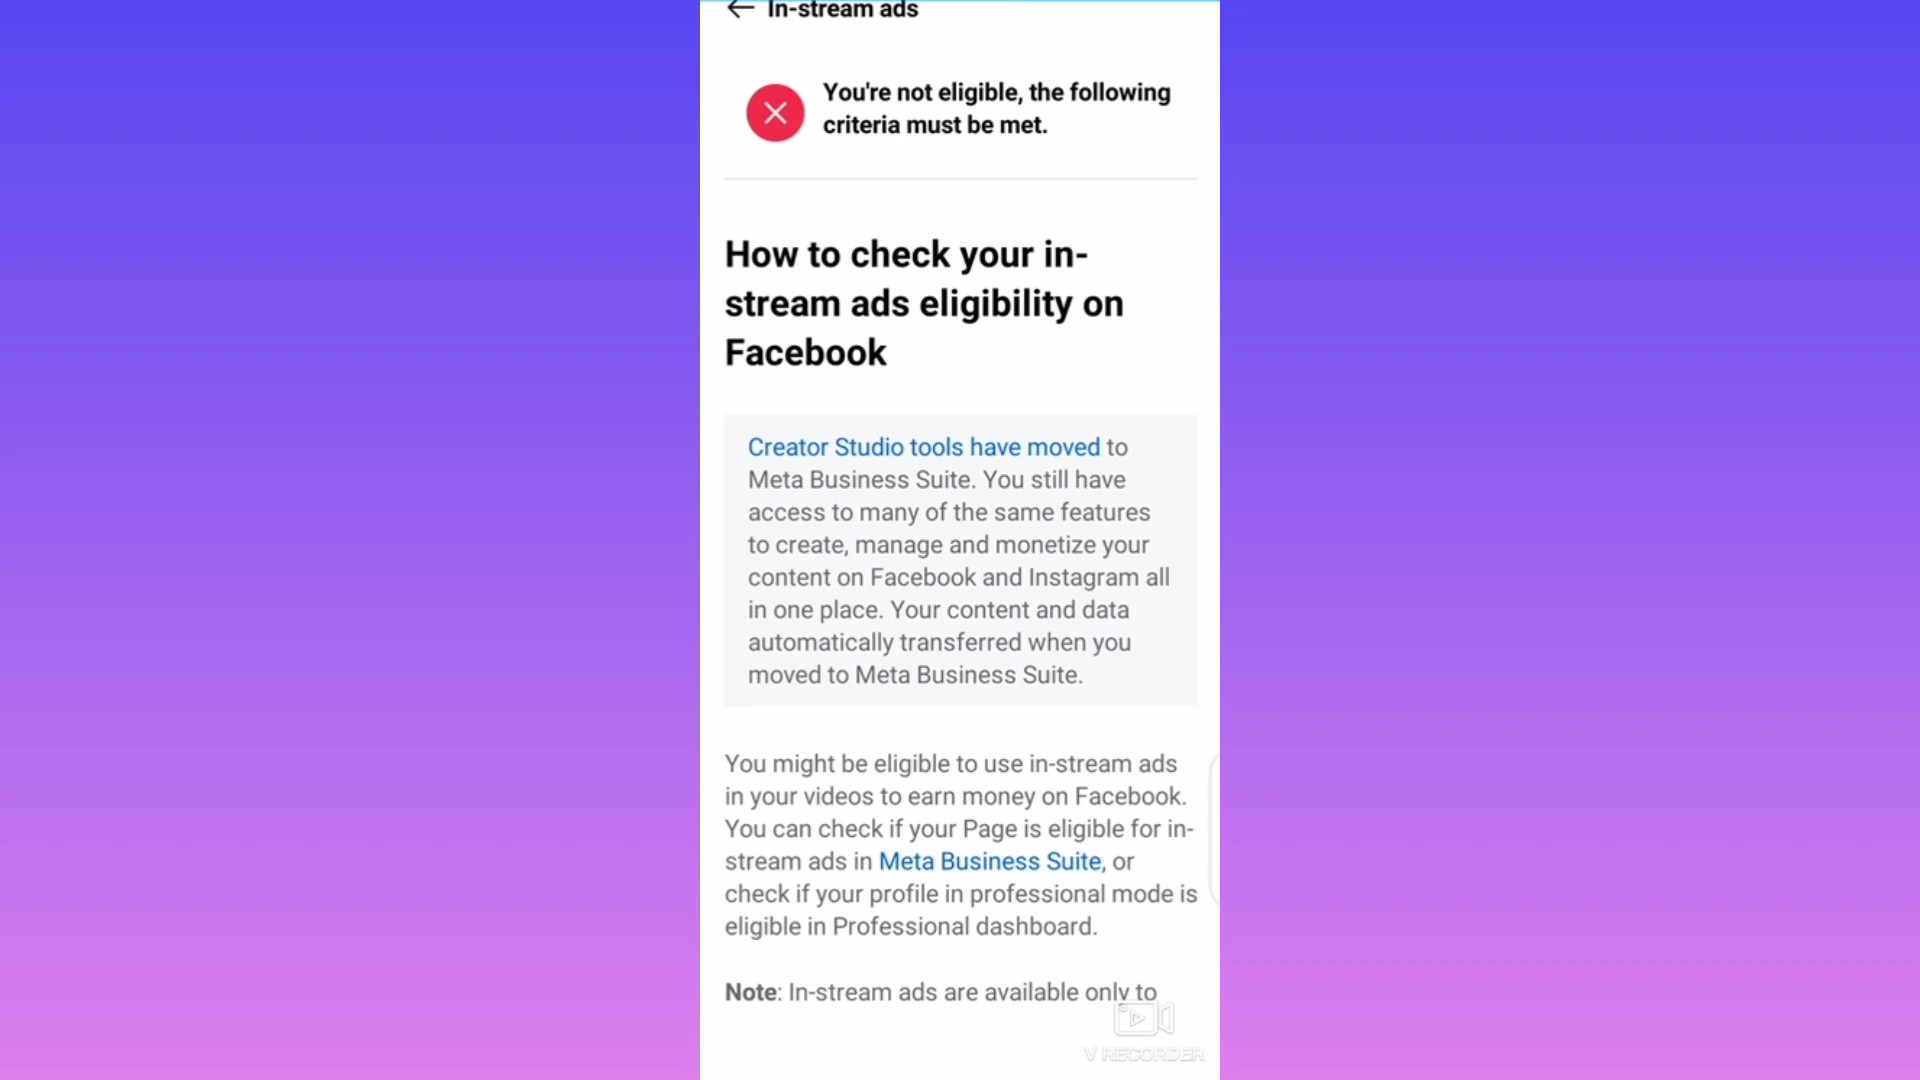 In-stream ads
You're not eligible, the following
criteria must be met.
How to check your in-
stream ads eligibility on
Facebook
Creator Studio tools have moved to
Meta Business Suite. You still have
access to many of the same features
to create, manage and monetize your
content on Facebook and Instagram all
in one place. Your content and data
automatically transferred when you
moved to Meta Business Suite.
You might be eligible to use in-stream ads
in your videos to earn money on Facebook.
You can check if your Page is eligible for in-
stream ads in Meta Business Suite, or
check if your profile in professional mode is
eligible in Professional dashboard.
Note: In-stream ads are available only to
V RECORDER